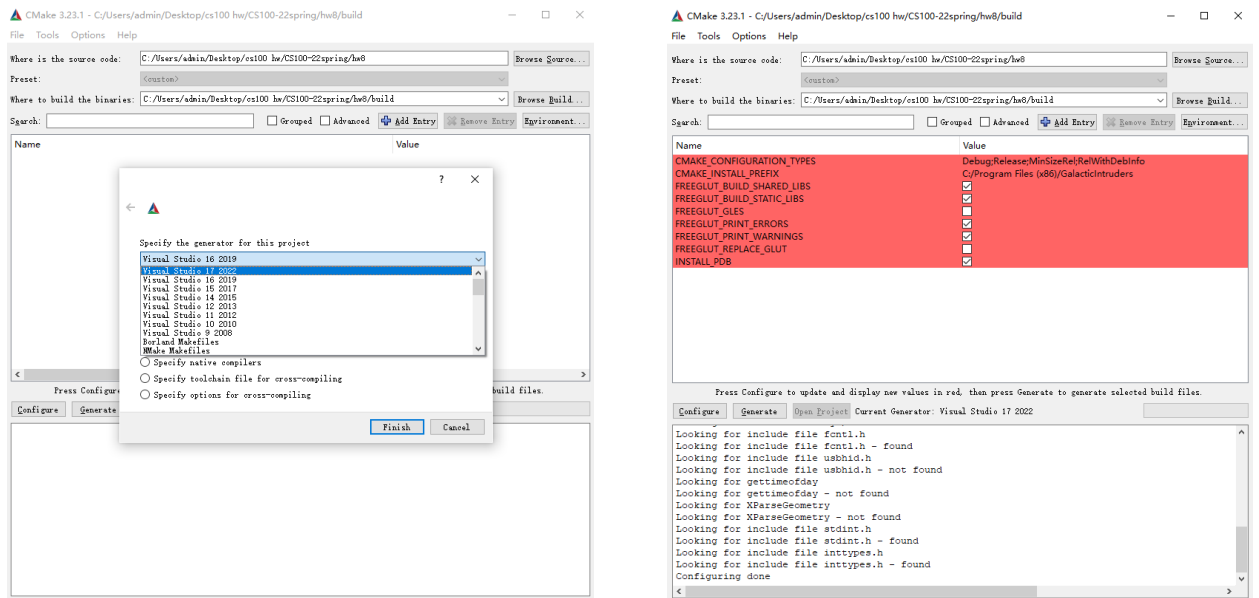 CMake 3.23.1 - C:/Users/admin/Desktop/cs100 hw/CS100-22spring/hw8/build
File Tools Options Help
Where is the source code: C:/Users/admin/Desktop/cs100 hw/CS100-22spring/hw8 Browse Source...
Preset: <custom>
Where to build the binaries: C:/Users/admin/Desktop/cs100 hw/CS100-22spring/hw8/build Browse Build...
Search: Grouped Advanced Add Entry Remove Entry Environment...
Name Value
?
Specify the generator for this project
Visual Studio 16 2019
Visual Studio 17 2022
Visual Studio 16 2019
Visual Studio 15 2017
Visual Studio 14 2015
Visual Studio 12 2013
Visual Studio 11 2012
Visual Studio 10 2010
Visual Studio 9 2008
Borland Makefiles
NMake Makefiles
Specify native compilers
Specify toolchain file for cross-compiling
Specify options for cross-compiling
Finish Cancel
Press Configure build files.
Configure Generate
CMake 3.23.1 - C:/Users/admin/Desktop/cs100 hw/CS100-22spring/hw8/build
File Tools Options Help
Where is the source code: C:/Users/admin/Desktop/cs100 hw/CS100-22spring/hw8 Browse Source...
Preset: <custom>
Where to build the binaries: C:/Users/admin/Desktop/cs100 hw/CS100-22spring/hw8/build Browse Build...
Search: Grouped Advanced Add Entry Remove Entry Environment...
Name Value
CMAKE_CONFIGURATION_TYPES Debug;Release;MinSizeRel;RelWithDebInfo
CMAKE_INSTALL_PREFIX C:/Program Files (x86)/GalacticIntruders
FREEGLUT_BUILD_SHARED_LIBS
FREEGLUT_BUILD_STATIC_LIBS
FREEGLUT_GLES
FREEGLUT_PRINT_ERRORS
FREEGLUT_PRINT_WARNINGS
FREEGLUT_REPLACE_GLUT
INSTALL_PDB
Press Configure to update and display new values in red, then press Generate to generate selected build files.
Configure Generate Open Project Current Generator: Visual Studio 17 2022
Looking for include file fcntl.h
Looking for include file fcntl.h - found
Looking for include file usbhid.h
Looking for include file usbhid.h - not found
Looking for gettimeofday
Looking for gettimeofday - not found
Looking for XParseGeometry
Looking for XParseGeometry - not found
Looking for include file stdint.h
Looking for include file stdint.h - found
Looking for include file inttypes.h
Looking for include file inttypes.h - found
Configuring done